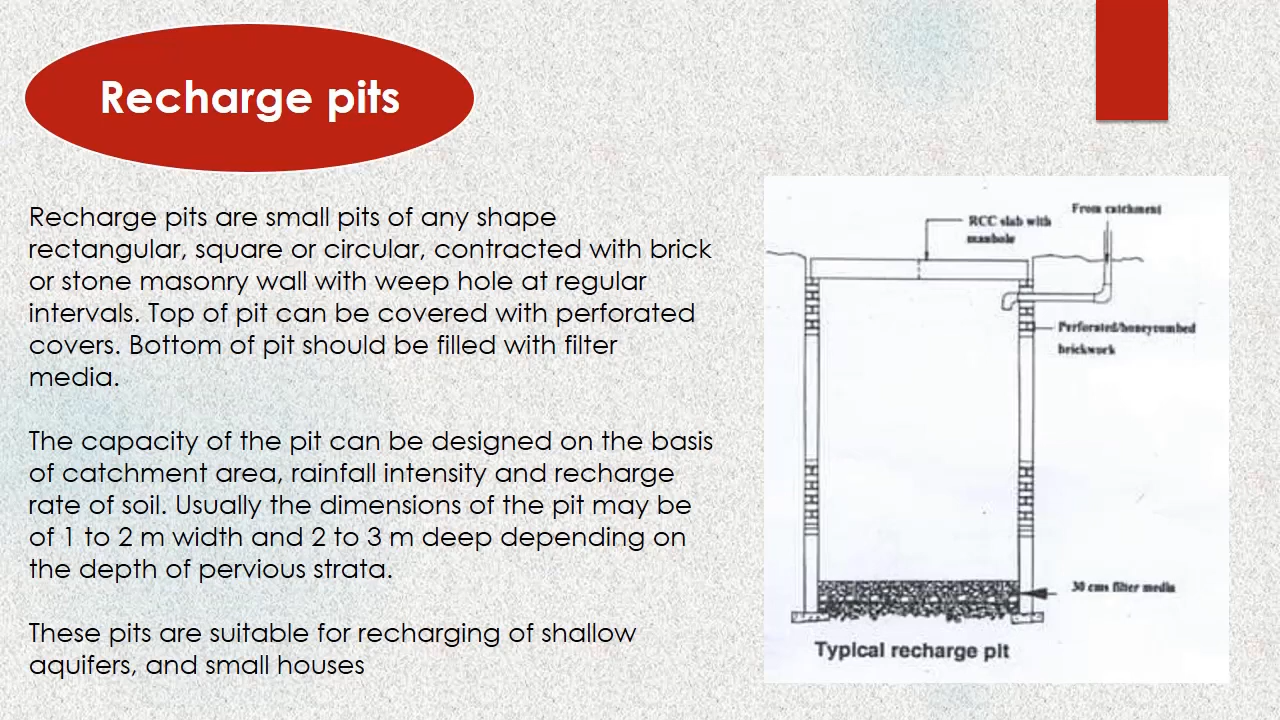 Recharge pits
Recharge pits are small pits of any shape
rectangular, square or circular, contracted with brick
or stone masonry wall with weep hole at regular
intervals. Top of pit can be covered with perforated
covers. Bottom of pit should be filled with filter
media.
The capacity of the pit can be designed on the basis
of catchment area, rainfall intensity and recharge
rate of soil. Usually the dimensions of the pit may be
of 1 to 2 m width and 2 to 3 m deep depending on
the depth of pervious strata.
These pits are suitable for recharging of shallow
aquifers, and small houses
From catchment
RCC slab with
manhole
Perforated/honeycombed
brickwork
30 cms filter media
Typical recharge pit